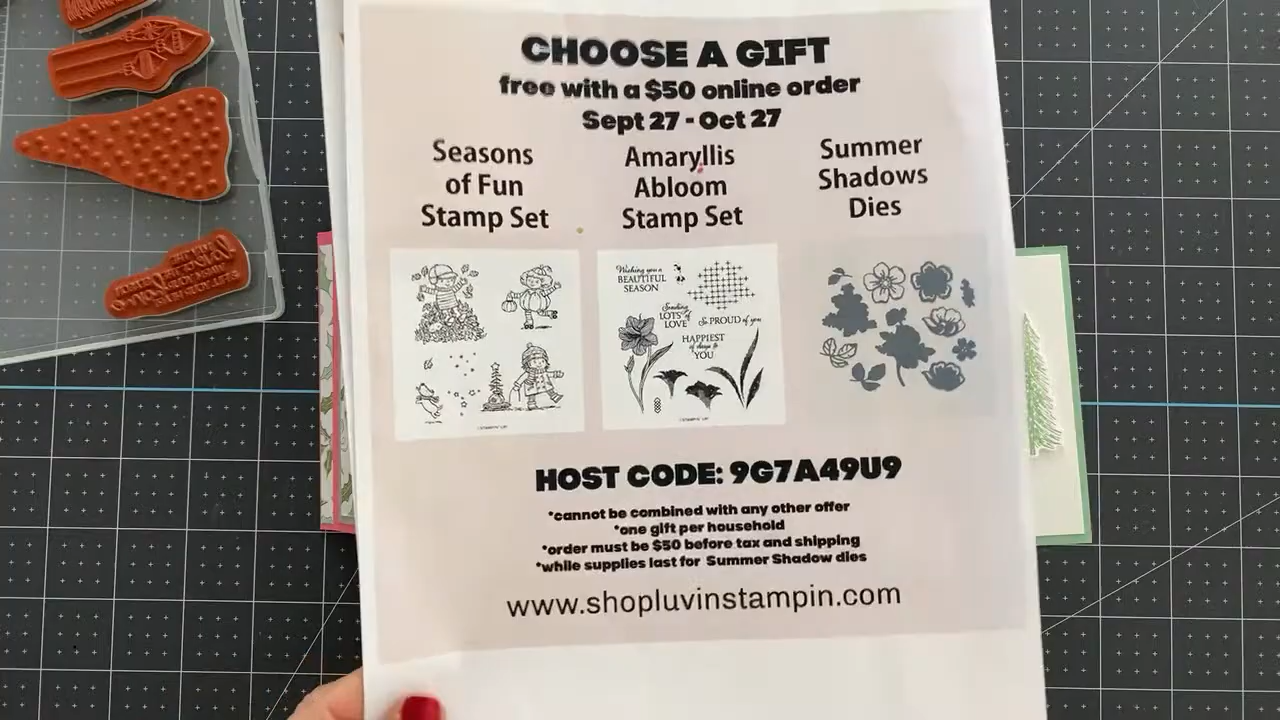 CHOOSE A GIFT
free with a $50 online order
Sept 27 - Oct 27
Seasons
of Fun
Stamp Set
Amaryllis
Abloom
Stamp Set
Summer
Shadows
Dies
Wishing you a
BEAUTIFUL
SEASON
Sending
LOTS of
LOVE
So PROUD of you
HAPPIEST
of days to
YOU
HOST CODE: 9G7A49U9
*cannot be combined with any other offer
*one gift per household
*order must be $50 before tax and shipping
*while supplies last for Summer Shadow dies
www.shopluvinstampin.com